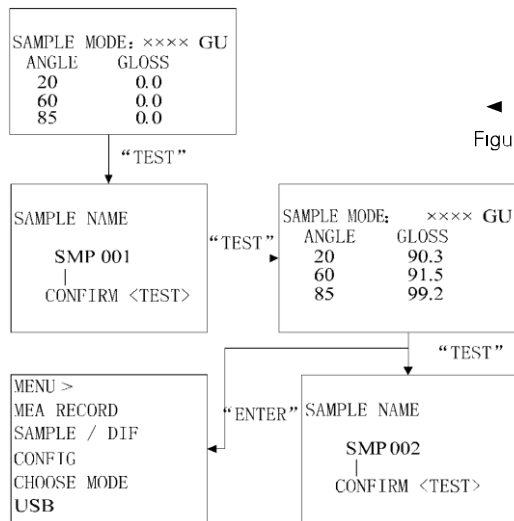 SAMPLE MODE: ×××× GU
ANGLE GLOSS
20 0.0
60 0.0
85 0.0
◄
Figu
“TEST”
SAMPLE NAME
SMP 001
CONFIRM <TEST>
“TEST”
SAMPLE MODE: ×××× GU
ANGLE GLOSS
20 90.3
60 91.5
85 99.2
“TEST”
“ENTER”
MENU >
MEA RECORD
SAMPLE / DIF
CONFIG
CHOOSE MODE
USB
SAMPLE NAME
SMP 002
CONFIRM <TEST>